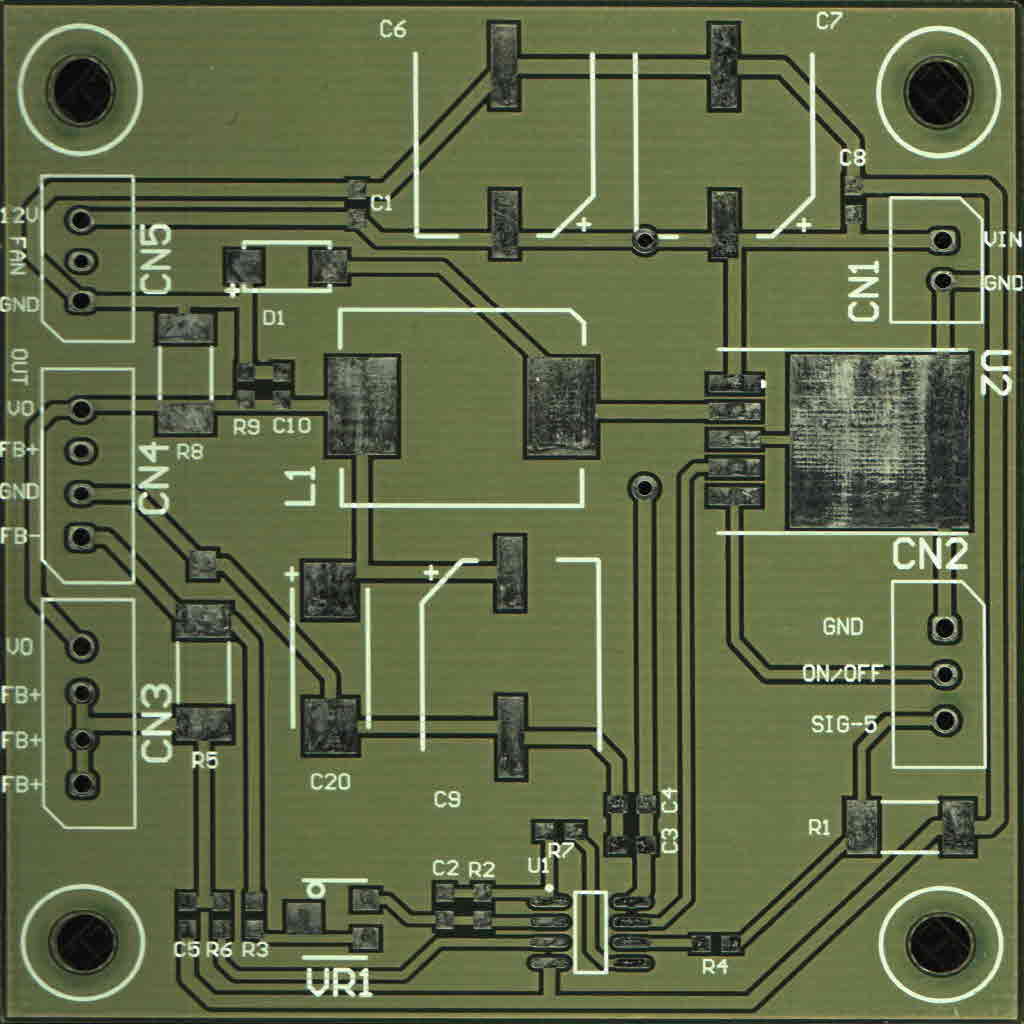 C6
C7
C8
C1
12V
FAN
GND
CN5
VIN
GND
CN1
D1
U2
OUT
VO
FB+
GND
FB-
CN4
R8
R9
C10
L1
CN2
GND
ON/OFF
SIG-5
VO
FB+
FB+
FB+
CN3
R5
C20
C9
C4
C3
R1
R7
U1
C2
R2
C5
R6
R3
VR1
R4